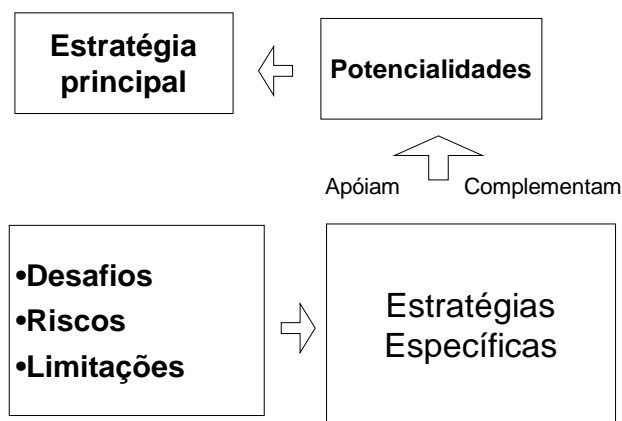 Estratégia
principal
Potencialidades
Apóiam
Complementam
•Desafios
•Riscos
•Limitações
Estratégias
Específicas